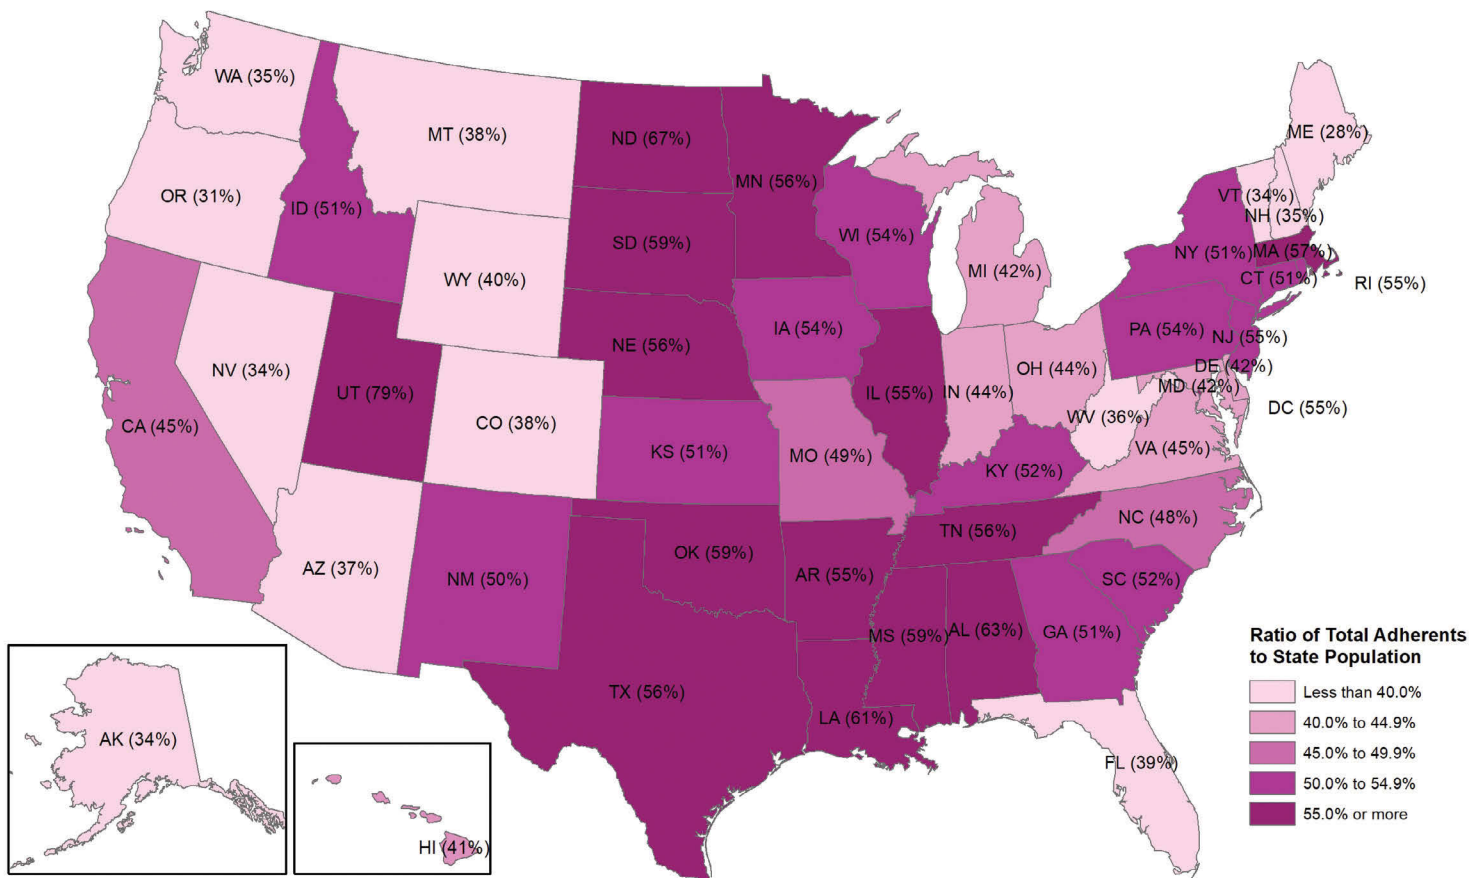 WA (35%)
MT (38%)
ND (67%)
ME (28%)
OR (31%)
ID (51%)
MN (56%)
VT (34%)
NH (35%)
SD (59%)
WI (54%)
NY (51%)
MA (57%)
WY (40%)
MI (42%)
CT (51%)
RI (55%)
IA (54%)
PA (54%)
NJ (55%)
NE (56%)
NV (34%)
OH (44%)
DE (42%)
MD (42%)
UT (79%)
IL (55%)
IN (44%)
DC (55%)
CA (45%)
CO (38%)
WV (36%)
KS (51%)
MO (49%)
VA (45%)
KY (52%)
NC (48%)
TN (56%)
OK (59%)
AZ (37%)
NM (50%)
AR (55%)
SC (52%)
MS (59%)
AL (63%)
GA (51%)
TX (56%)
LA (61%)
AK (34%)
FL (39%)
HI (41%)
Ratio of Total Adherents
to State Population
Less than 40.0%
40.0% to 44.9%
45.0% to 49.9%
50.0% to 54.9%
55.0% or more